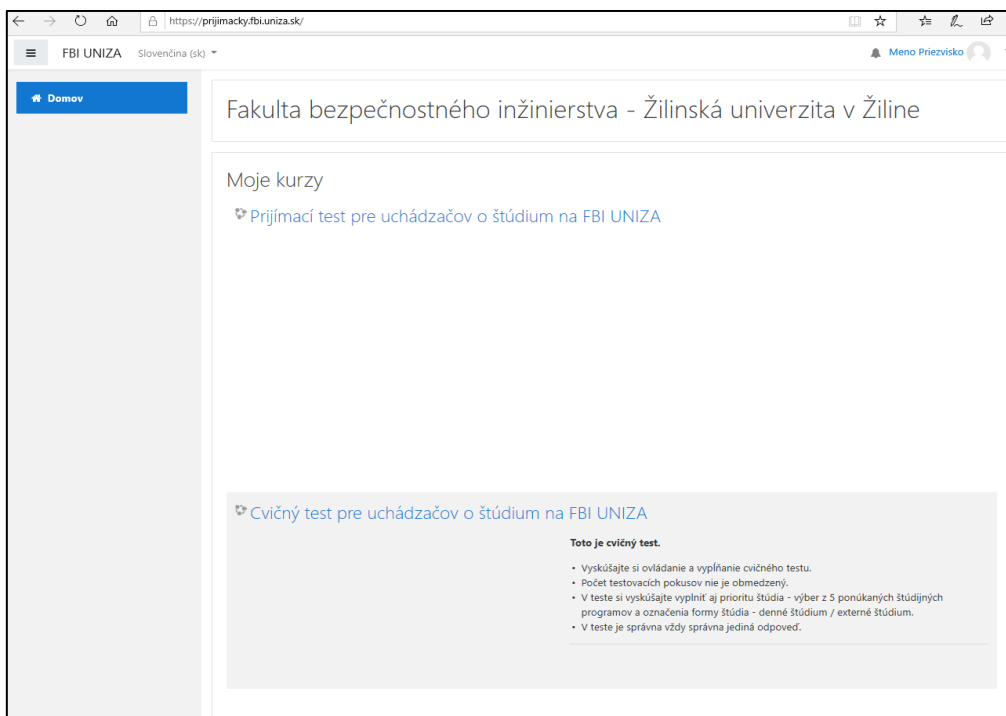 https://prijimacky.fbi.uniza.sk/
FBI UNIZA Slovenčina (sk) Meno Priezvisko
Domov
Fakulta bezpečnostného inžinierstva - Žilinská univerzita v Žiline
Moje kurzy
Prijímací test pre uchádzačov o štúdium na FBI UNIZA
Cvičný test pre uchádzačov o štúdium na FBI UNIZA
Toto je cvičný test.
• Vyskúšajte si ovládanie a vypĺňanie cvičného testu.
• Počet testovacích pokusov nie je obmedzený.
• V teste si vyskúšajte vyplniť aj prioritu štúdia - výber z 5 ponúkaných štúdijných
programov a označenia formy štúdia - denné štúdium / externé štúdium.
• V teste je správna vždy správna jediná odpoveď.